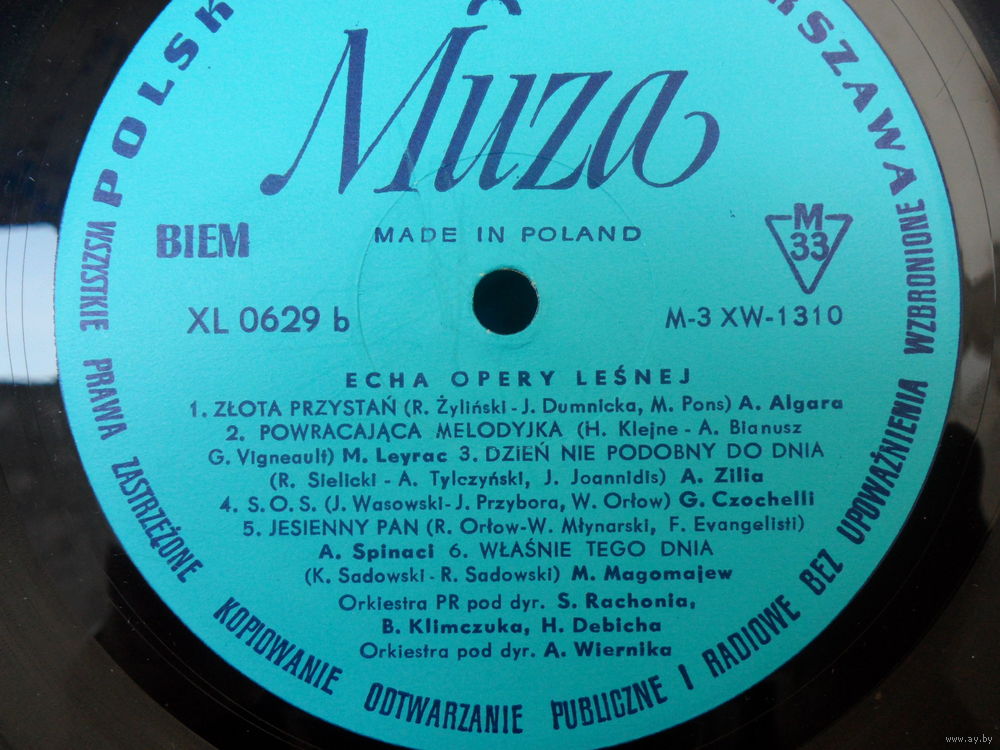 POLSK
RSZAWA
Muza
BIEM
MADE IN POLAND
M
33
XL 0629 b
M-3 XW-1310
ECHA OPERY LEŚNEJ
1. ZŁOTA PRZYSTAŃ (R. Żyliński - J. Dumnicka, M. Pons) A. Algara
2. POWRACAJĄCA MELODYJKA (H. Klejne - A. Bianusz
G. Vigneault) M. Leyrac 3. DZIEŃ NIE PODOBNY DO DNIA
(R. Sielicki - A. Tylczyński, J. Joannidis) A. Zilia
4. S.O.S. (J. Wasowski - J. Przybora, W. Orłow) G. Czochelli
5. JESIENNY PAN (R. Orłow-W. Młynarski, F. Evangelisti)
A. Spinaci 6. WŁAŚNIE TEGO DNIA
(K. Sadowski - R. Sadowski) M. Magomajew
Orkiestra PR pod dyr. S. Rachonia,
B. Klimczuka, H. Debicha
Orkiestra pod dyr. A. Wiernika
WSZYSTKIE PRAWA ZASTRZEŻONE KOPIOWANIE ODTWARZANIE PUBLICZNE I RADIOWE BEZ UPOWAŻNIENIA WZBRONIONE
www.ay.by